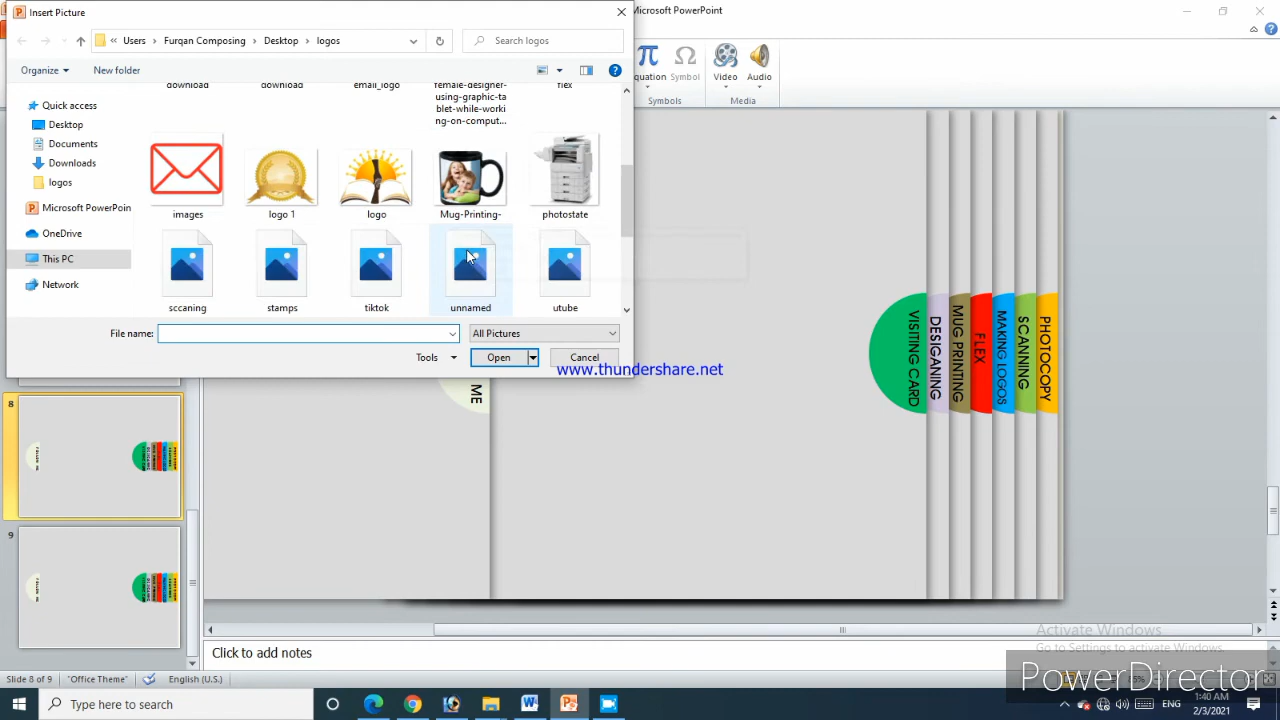 Insert Picture
Microsoft PowerPoint
Users
Furqan Composing
Desktop
logos
Search logos
Organize
New folder
Quick access
Desktop
Documents
Downloads
logos
Microsoft PowerPoin
OneDrive
This PC
Network
download
download
email_logo
female-designer-
using-graphic-ta
blet-while-worki
ng-on-comput...
flex
images
logo 1
logo
Mug-Printing-
photostate
sccaning
stamps
tiktok
unnamed
utube
File name:
All Pictures
Tools
Open
Cancel
Equation
Symbol
Symbols
Video
Audio
Media
www.thundershare.net
ME
VISITING CARD
DESIGANING
MUG PRINTING
FLEX
MAKING LOGOS
SCANNING
PHOTOCOPY
8
9
Click to add notes
Activate Windows
Go to Settings to activate Windows.
PowerDirector
Slide 8 of 9
"Office Theme"
English (U.S.)
85%
Type here to search
ENG
1:40 AM
2/3/2021